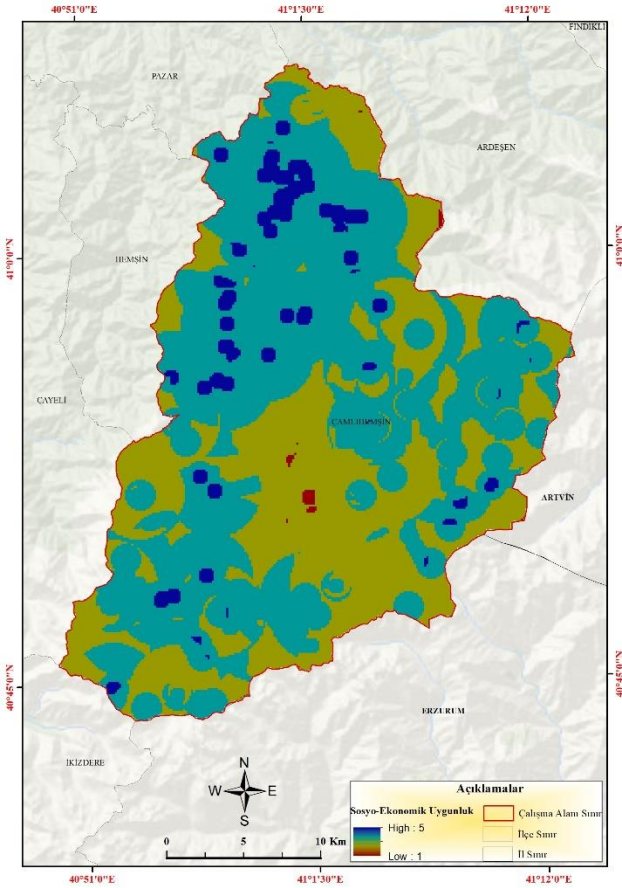 40°51'0"E 41°1'30"E 41°12'0"E
FINDIKLI
PAZAR
ARDEŞEN
41°0'0"N 41°0'0"N
HEMŞİN
ÇAYELİ
ÇAMLIHEMŞİN
ARTVİN
40°45'0"N 40°45'0"N
ERZURUM
İKİZDERE
N
W E
S
0 5 10 Km
Açıklamalar
Sosyo-Ekonomik Uygunluk
High : 5
Low : 1
Çalışma Alanı Sınır
İlçe Sınır
İl Sınır
40°51'0"E 41°1'30"E 41°12'0"E